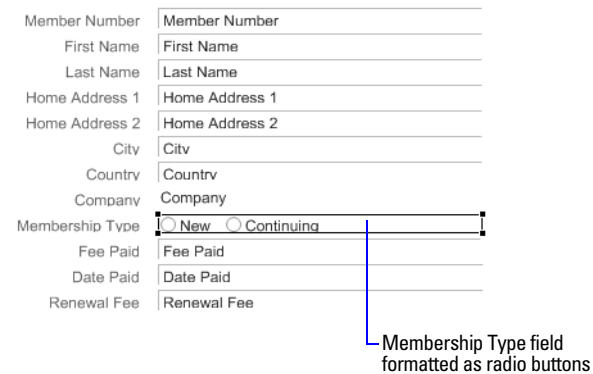 Member Number Member Number
First Name First Name
Last Name Last Name
Home Address 1 Home Address 1
Home Address 2 Home Address 2
City City
Country Country
Company Company
Membership Type New Continuing
Fee Paid Fee Paid
Date Paid Date Paid
Renewal Fee Renewal Fee
Membership Type field
formatted as radio buttons